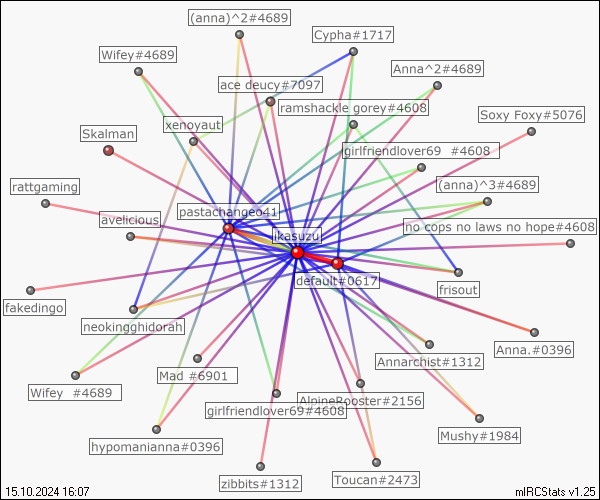 (anna)^2#4689
Cypha#1717
Wifey#4689
Anna^2#4689
ace deucy#7097
ramshackle gorey#4608
Soxy Foxy#5076
xenoyaut
Skalman
girlfriendlover69 #4608
rattgaming
(anna)^3#4689
pastachangeo41
avelicious
no cops no laws no hope#4608
ikasuzu
default#0617
frisout
fakedingo
neokingghidorah
Anna.#0396
Annarchist#1312
Mad #6901
Wifey #4689
AlpineRooster#2156
girlfriendlover69#4608
Mushy#1984
hypomanianna#0396
Toucan#2473
zibbits#1312
15.10.2024 16:07
mIRCStats v1.25